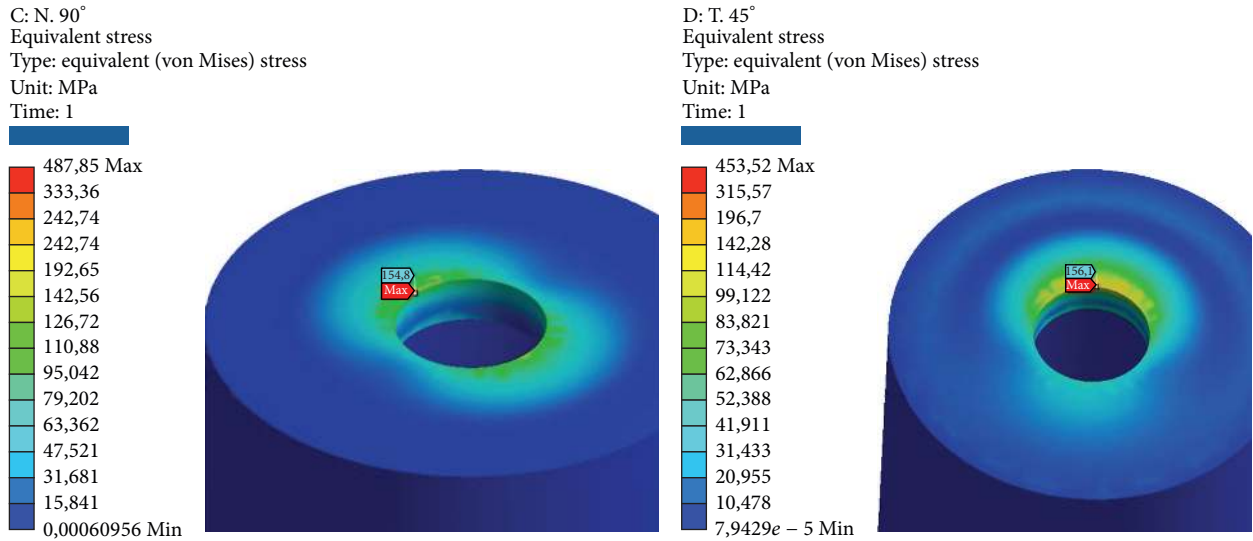 C: N. 90°
Equivalent stress
Type: equivalent (von Mises) stress
Unit: MPa
Time: 1
487,85 Max
333,36
242,74
242,74
192,65
142,56
126,72
110,88
95,042
79,202
63,362
47,521
31,681
15,841
0,00060956 Min
154,8
Max
D: T. 45°
Equivalent stress
Type: equivalent (von Mises) stress
Unit: MPa
Time: 1
453,52 Max
315,57
196,7
142,28
114,42
99,122
83,821
73,343
62,866
52,388
41,911
31,433
20,955
10,478
7,9429e − 5 Min
156,1
Max